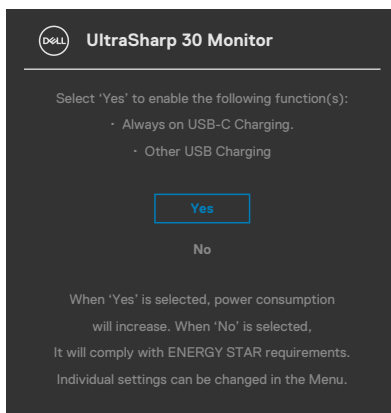 DELL
UltraSharp 30 Monitor
Select ‘Yes’ to enable the following function(s):
· Always on USB-C Charging.
· Other USB Charging
Yes
No
When ‘Yes’ is selected, power consumption
will increase. When ‘No’ is selected,
It will comply with ENERGY STAR requirements.
Individual settings can be changed in the Menu.